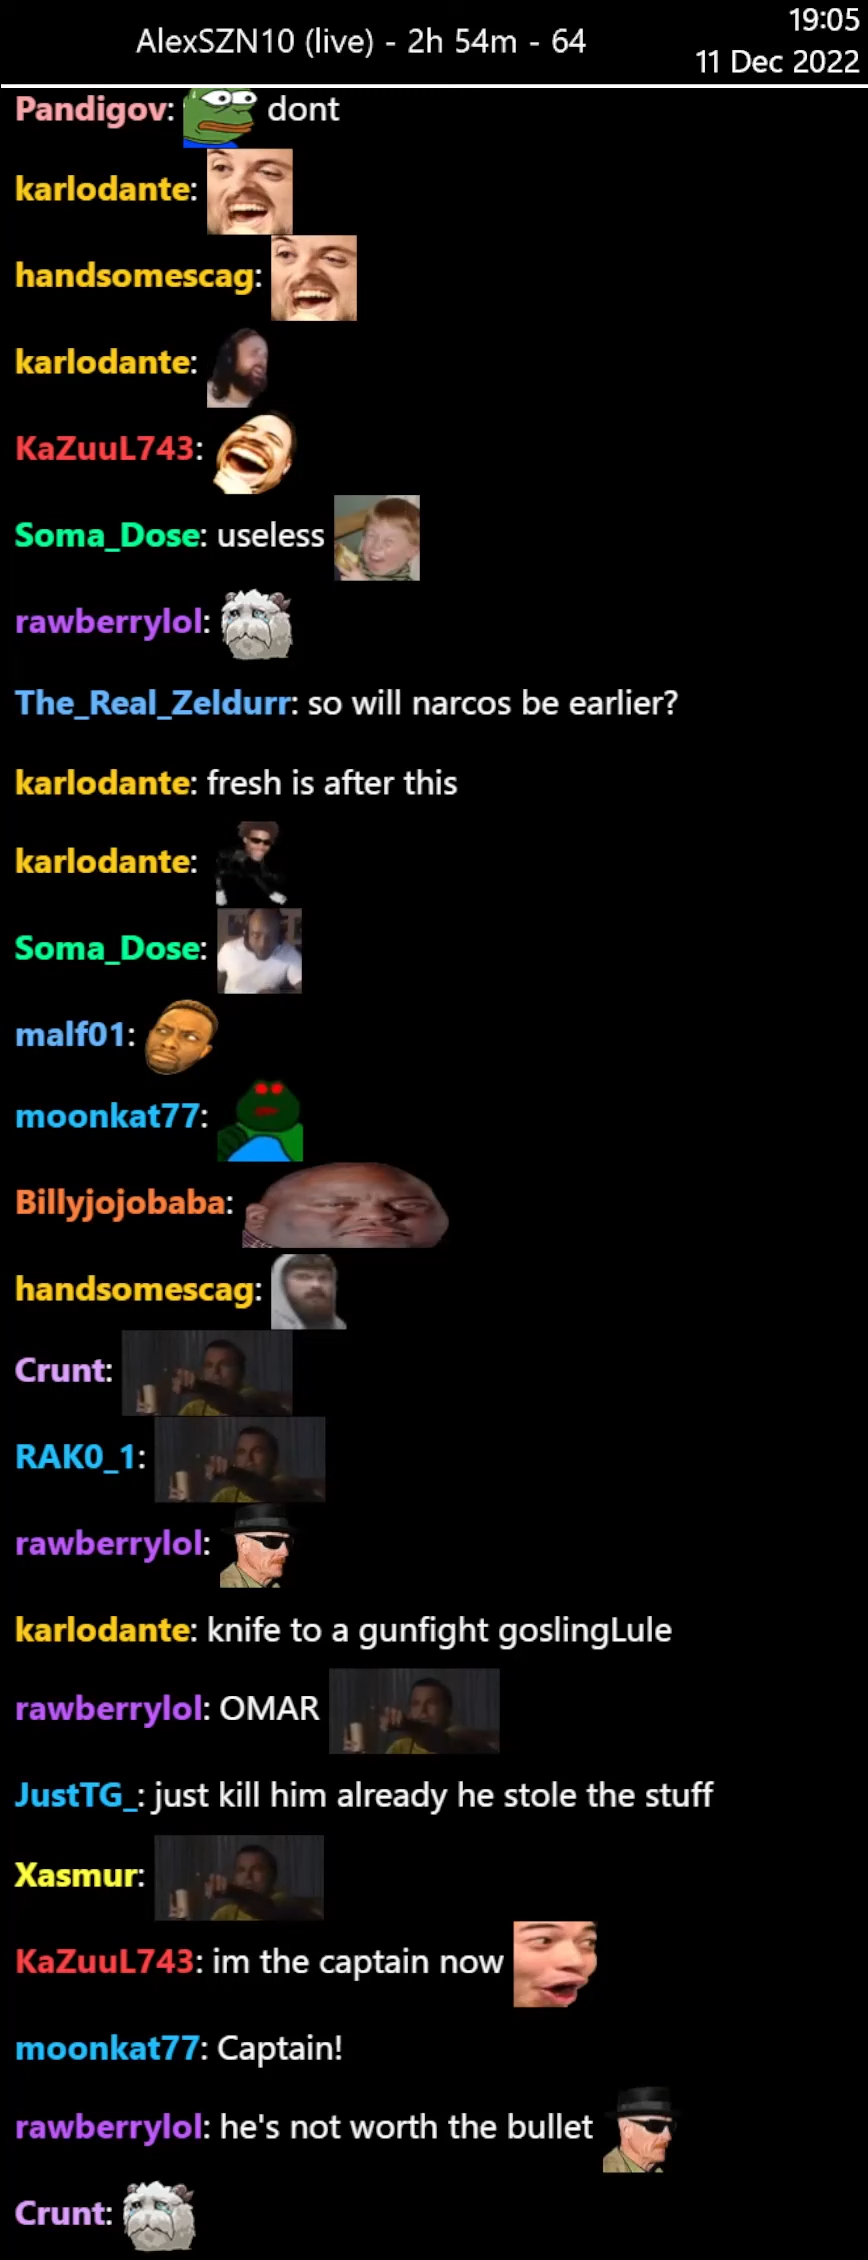 19:05
AlexSZN10 (live) - 2h 54m - 64
11 Dec 2022
Pandigov: dont
karlodante:
handsomescag:
karlodante:
KaZuuL743:
Soma_Dose: useless
rawberrylol:
The_Real_Zeldurr: so will narcos be earlier?
karlodante: fresh is after this
karlodante:
Soma_Dose:
malf01:
moonkat77:
Billyjojobaba:
handsomescag:
Crunt:
RAK0_1:
rawberrylol:
karlodante: knife to a gunfight goslingLule
rawberrylol: OMAR
JustTG_: just kill him already he stole the stuff
Xasmur:
KaZuuL743: im the captain now
moonkat77: Captain!
rawberrylol: he's not worth the bullet
Crunt: